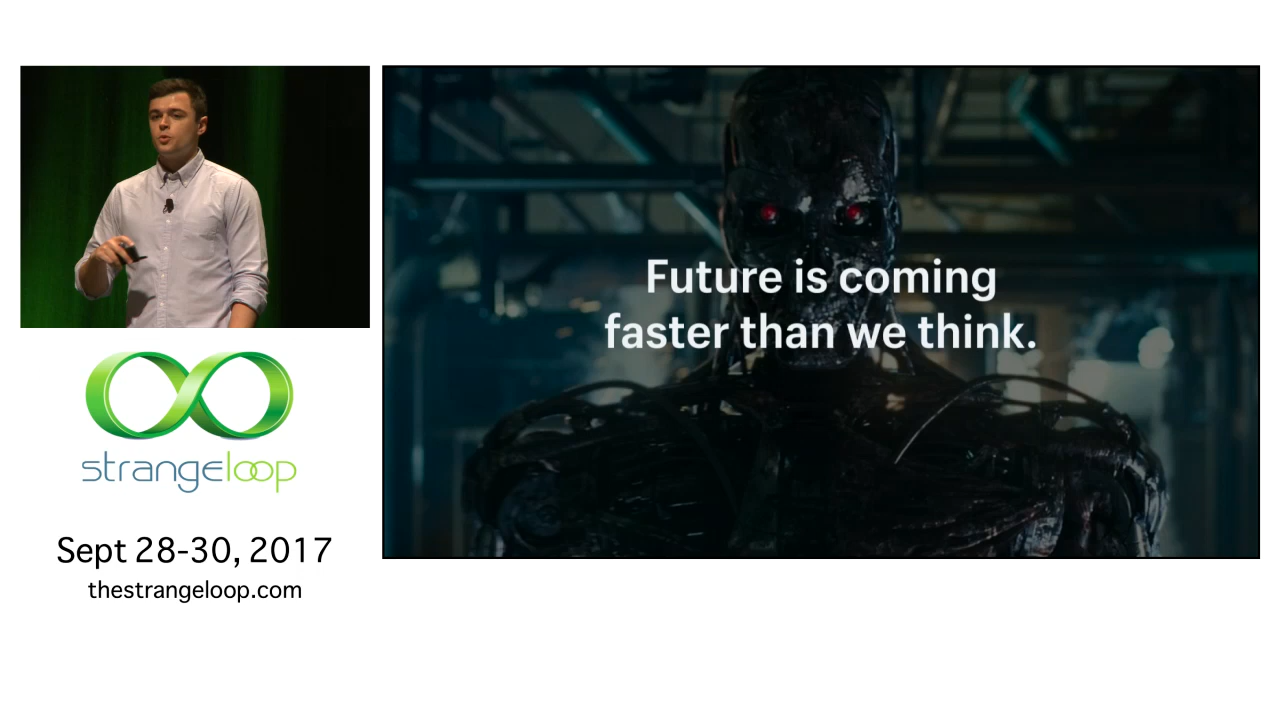 strangeloop
Sept 28-30, 2017
thestrangeloop.com
Future is coming
faster than we think.